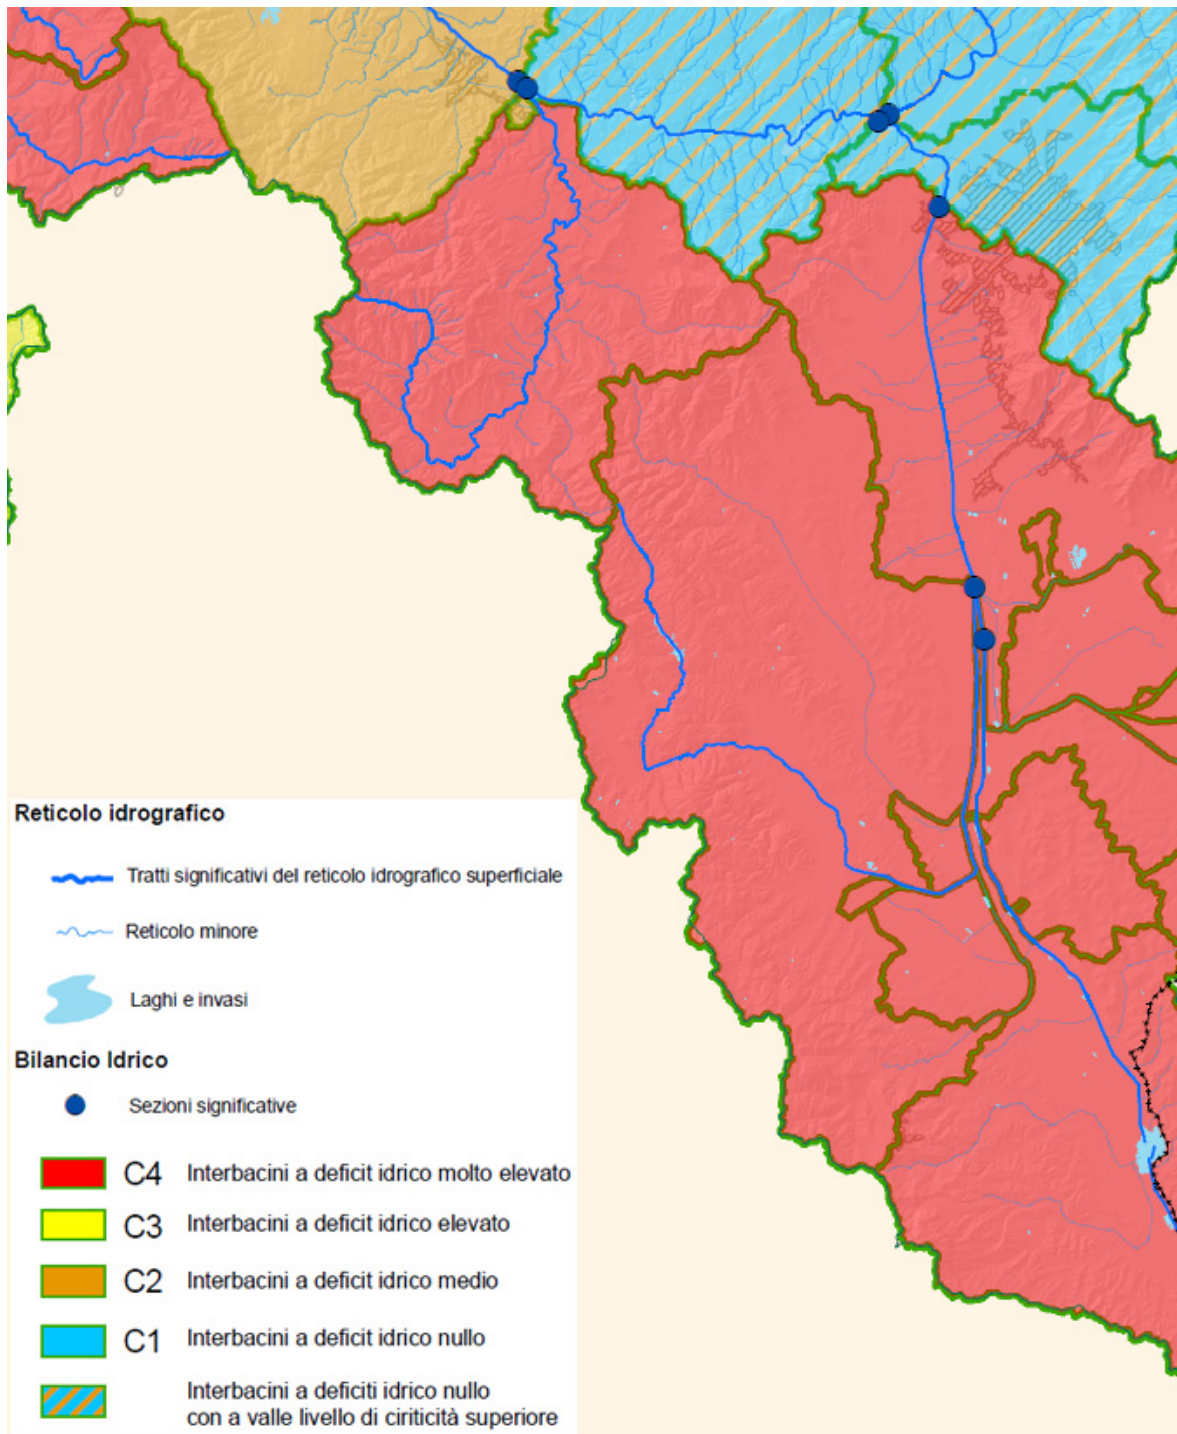 Reticolo idrografico
Tratti significativi del reticolo idrografico superficiale
Reticolo minore
Laghi e invasi
Bilancio Idrico
Sezioni significative
C4 Interbacini a deficit idrico molto elevato
C3 Interbacini a deficit idrico elevato
C2 Interbacini a deficit idrico medio
C1 Interbacini a deficit idrico nullo
Interbacini a deficiti idrico nullo
con a valle livello di ciriticità superiore